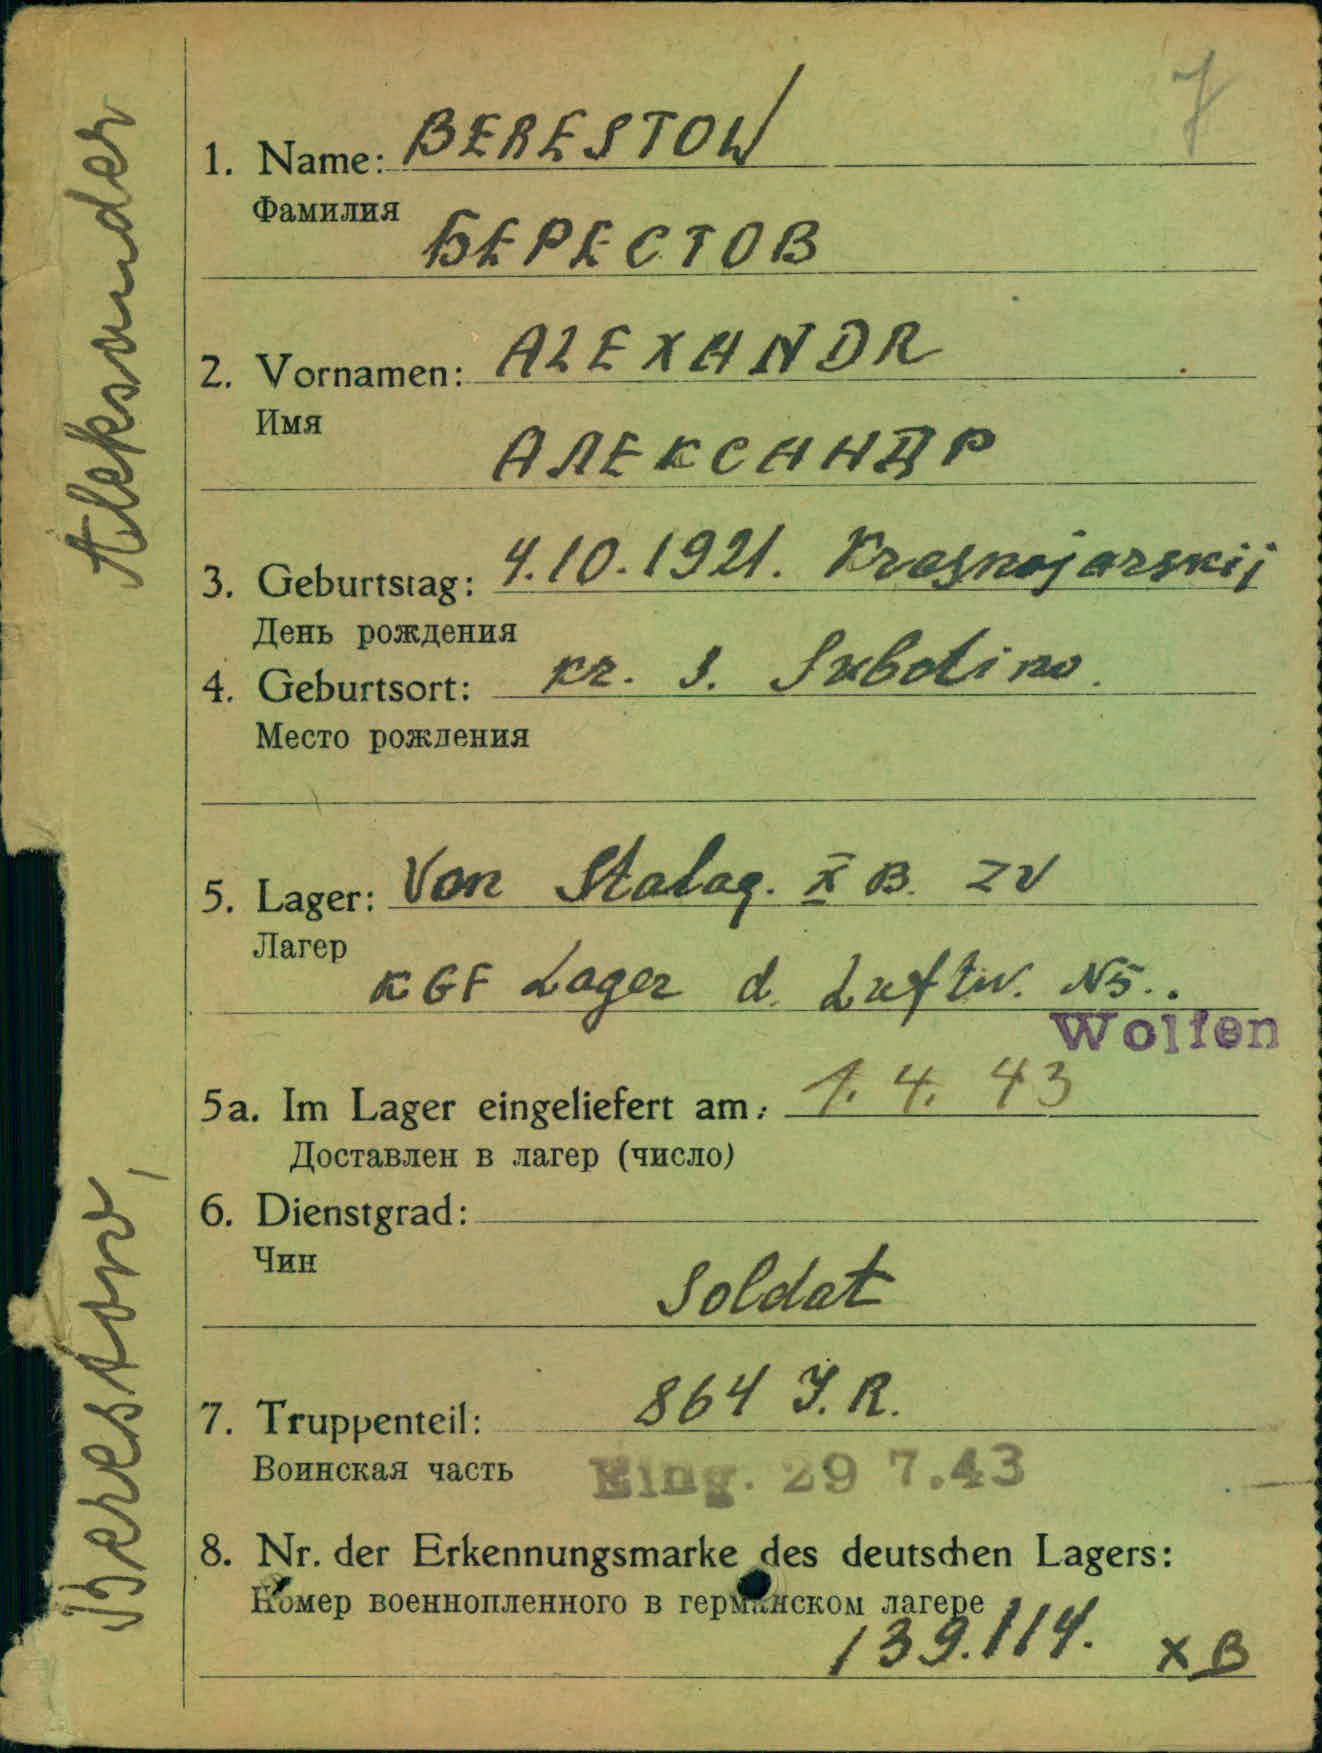 7
1. Name: BERESTOW
Фамилия
БЕРЕСТОВ
2. Vornamen: ALEXANDR
Имя
АЛЕКСАНДР
3. Geburtstag: 4.10.1921. Krasnojarskij
День рождения
4. Geburtsort: kr. s. Subotino.
Место рождения
5. Lager: Von Stalag. X B. zv
Лагер
KGF Lager d. Luftw. N5..
Wolfen
5a. Im Lager eingeliefert am: 1. 4. 43
Доставлен в лагер (число)
6. Dienstgrad:
Чин
Soldat
7. Truppenteil: 864 J.R.
Воинская часть
Eing. 29 7.43
8. Nr. der Erkennungsmarke des deutschen Lagers:
Номер военнопленного в германском лагере
139.114. X B
Berestow, Aleksander